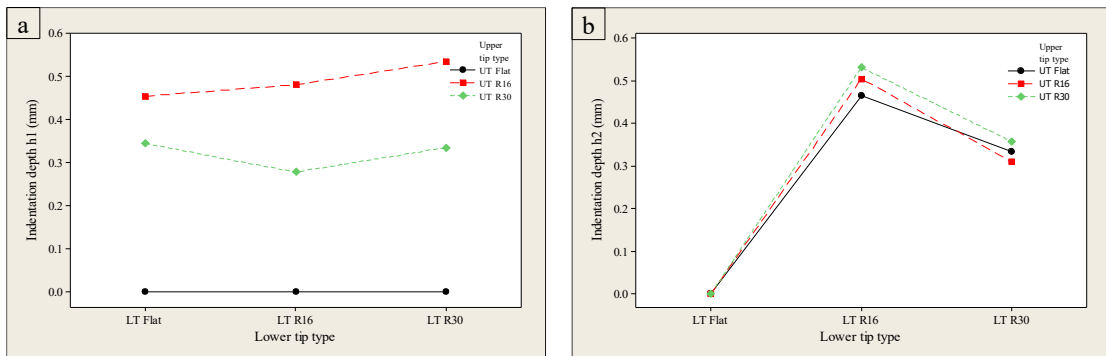 a
0.6
0.5
0.4
0.3
0.2
0.1
0.0
Indentation depth h1 (mm)
LT Flat
LT R16
LT R30
Lower tip type
Upper
tip type
UT Flat
UT R16
UT R30
b
0.6
0.5
0.4
0.3
0.2
0.1
0.0
Indentation depth h2 (mm)
LT Flat
LT R16
LT R30
Lower tip type
Upper
tip type
UT Flat
UT R16
UT R30